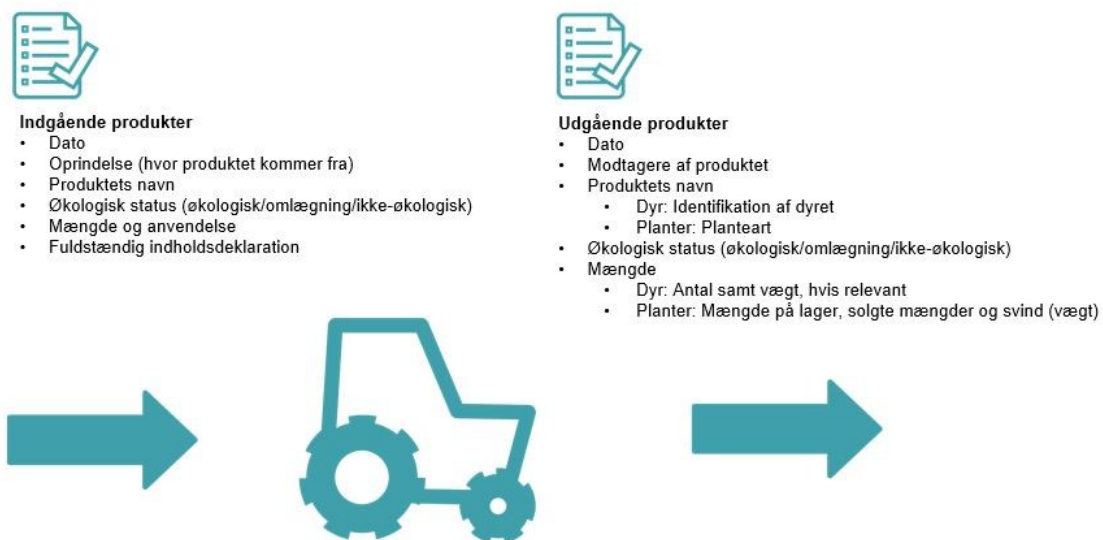 Indgående produkter
• Dato
• Oprindelse (hvor produktet kommer fra)
• Produktets navn
• Økologisk status (økologisk/omlægning/ikke-økologisk)
• Mængde og anvendelse
• Fuldstændig indholdsdeklaration
Udgående produkter
• Dato
• Modtagere af produktet
• Produktets navn
• Dyr: Identifikation af dyret
• Planter: Planteart
• Økologisk status (økologisk/omlægning/ikke-økologisk)
• Mængde
• Dyr: Antal samt vægt, hvis relevant
• Planter: Mængde på lager, solgte mængder og svind (vægt)